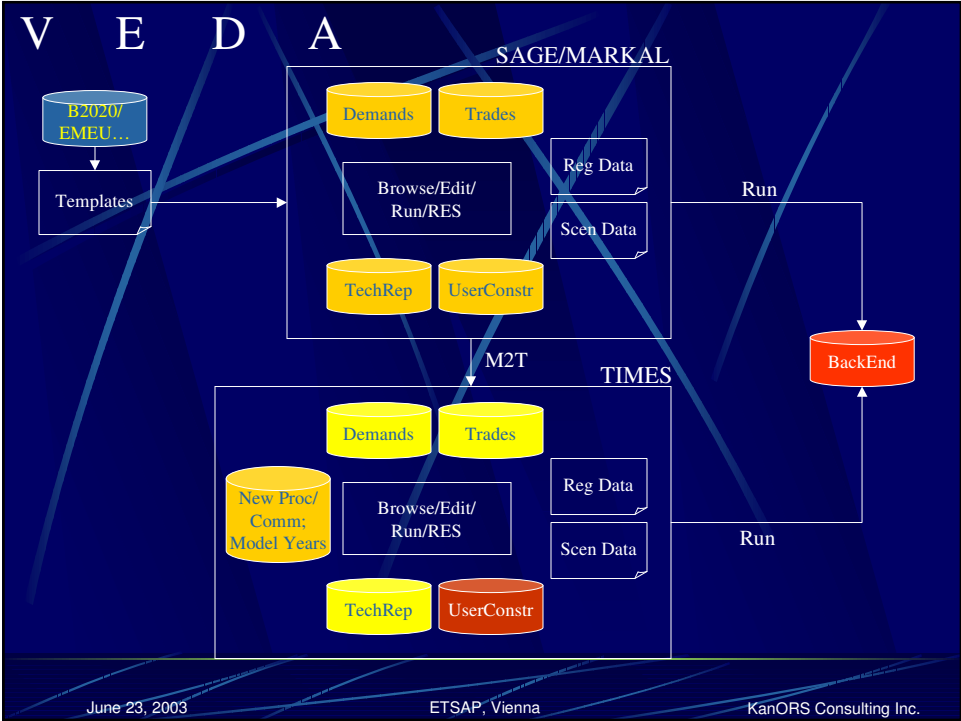 V E D A
SAGE/MARKAL
B2020/
EMEU…
Templates
Demands
Trades
Browse/Edit/
Run/RES
Reg Data
Scen Data
TechRep
UserConstr
Run
M2T
BackEnd
TIMES
Demands
Trades
New Proc/
Comm;
Model Years
Browse/Edit/
Run/RES
Reg Data
Scen Data
TechRep
UserConstr
Run
June 23, 2003
ETSAP, Vienna
KanORS Consulting Inc.